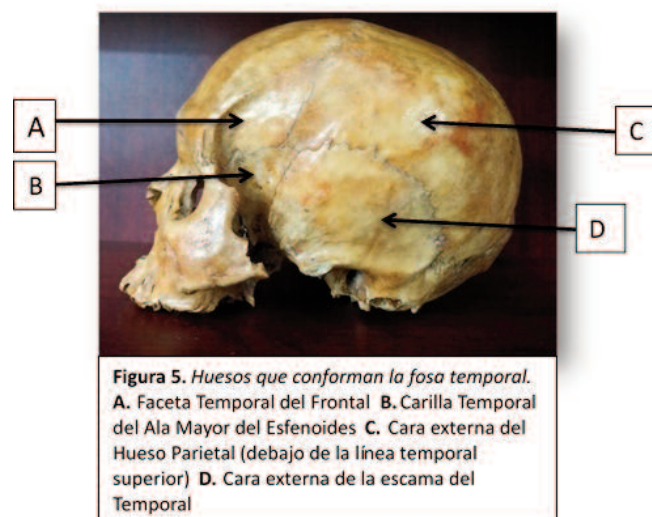 A
B
C
D
Figura 5. Huesos que conforman la fosa temporal.
A. Faceta Temporal del Frontal B. Carilla Temporal
del Ala Mayor del Esfenoides C. Cara externa del
Hueso Parietal (debajo de la línea temporal
superior) D. Cara externa de la escama del
Temporal